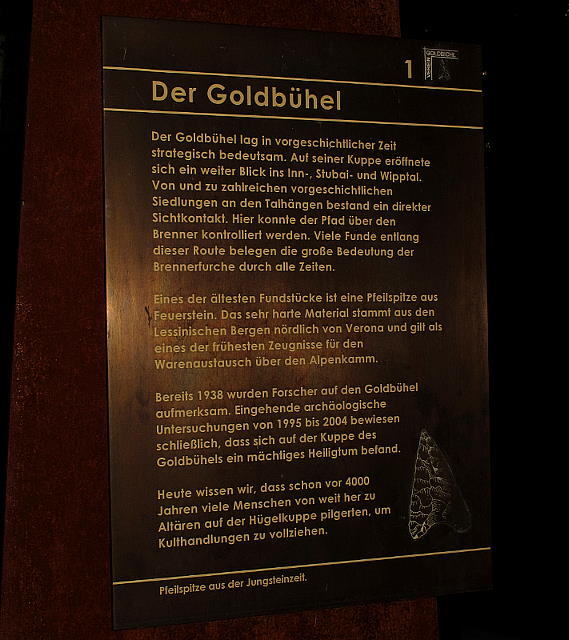 1
GOLDBICHL
Der Goldbühel
Der Goldbühel lag in vorgeschichtlicher Zeit
strategisch bedeutsam. Auf seiner Kuppe eröffnete
sich ein weiter Blick ins Inn-, Stubai- und Wipptal.
Von und zu zahlreichen vorgeschichtlichen
Siedlungen an den Talhängen bestand ein direkter
Sichtkontakt. Hier konnte der Pfad über den
Brenner kontrolliert werden. Viele Funde entlang
dieser Route belegen die große Bedeutung der
Brennerfurche durch alle Zeiten.
Eines der ältesten Fundstücke ist eine Pfeilspitze aus
Feuerstein. Das sehr harte Material stammt aus den
Lessinischen Bergen nördlich von Verona und gilt als
eines der frühesten Zeugnisse für den
Warenaustausch über den Alpenkamm.
Bereits 1938 wurden Forscher auf den Goldbühel
aufmerksam. Eingehende archäologische
Untersuchungen von 1995 bis 2004 bewiesen
schließlich, dass sich auf der Kuppe des
Goldbühels ein mächtiges Heiligtum befand.
Heute wissen wir, dass schon vor 4000
Jahren viele Menschen von weit her zu
Altären auf der Hügelkuppe pilgerten, um
Kulthandlungen zu vollziehen.
Pfeilspitze aus der Jungsteinzeit.